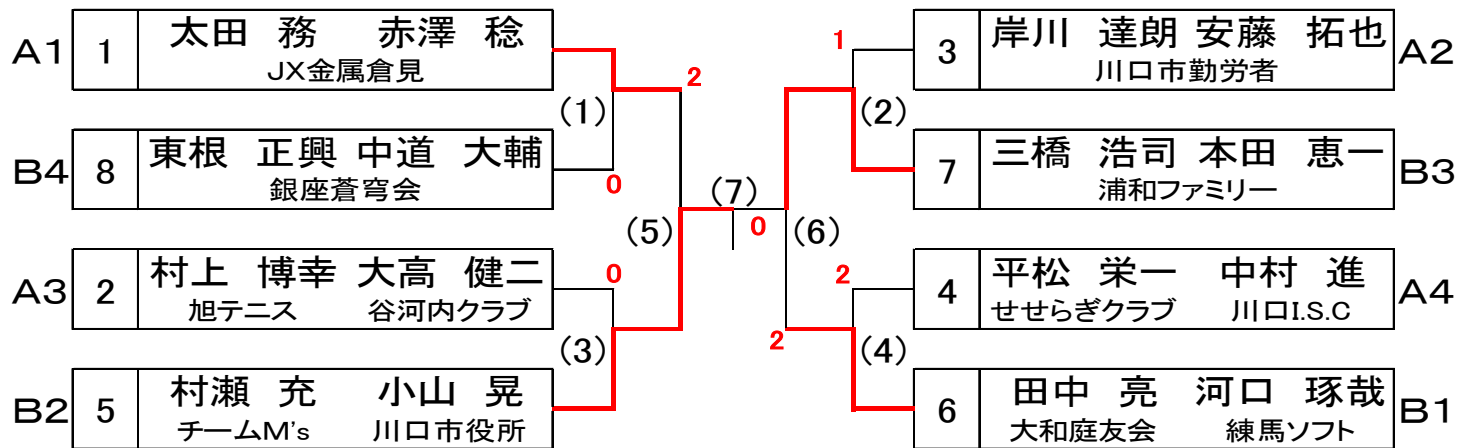 A1 1 太田 務 赤澤 稔
JX金属倉見
B4 8 東根 正興 中道 大輔
銀座蒼穹会
A3 2 村上 博幸 大高 健二
旭テニス 谷河内クラブ
B2 5 村瀬 充 小山 晃
チームM's 川口市役所
(1)
0
2
(5)
0
(3)
(7)
0
1
(2)
(6)
2
2
(4)
3 岸川 達朗 安藤 拓也 A2
川口市勤労者
7 三橋 浩司 本田 恵一 B3
浦和ファミリー
4 平松 栄一 中村 進 A4
せせらぎクラブ 川口I.S.C
6 田中 亮 河口 琢哉 B1
大和庭友会 練馬ソフト